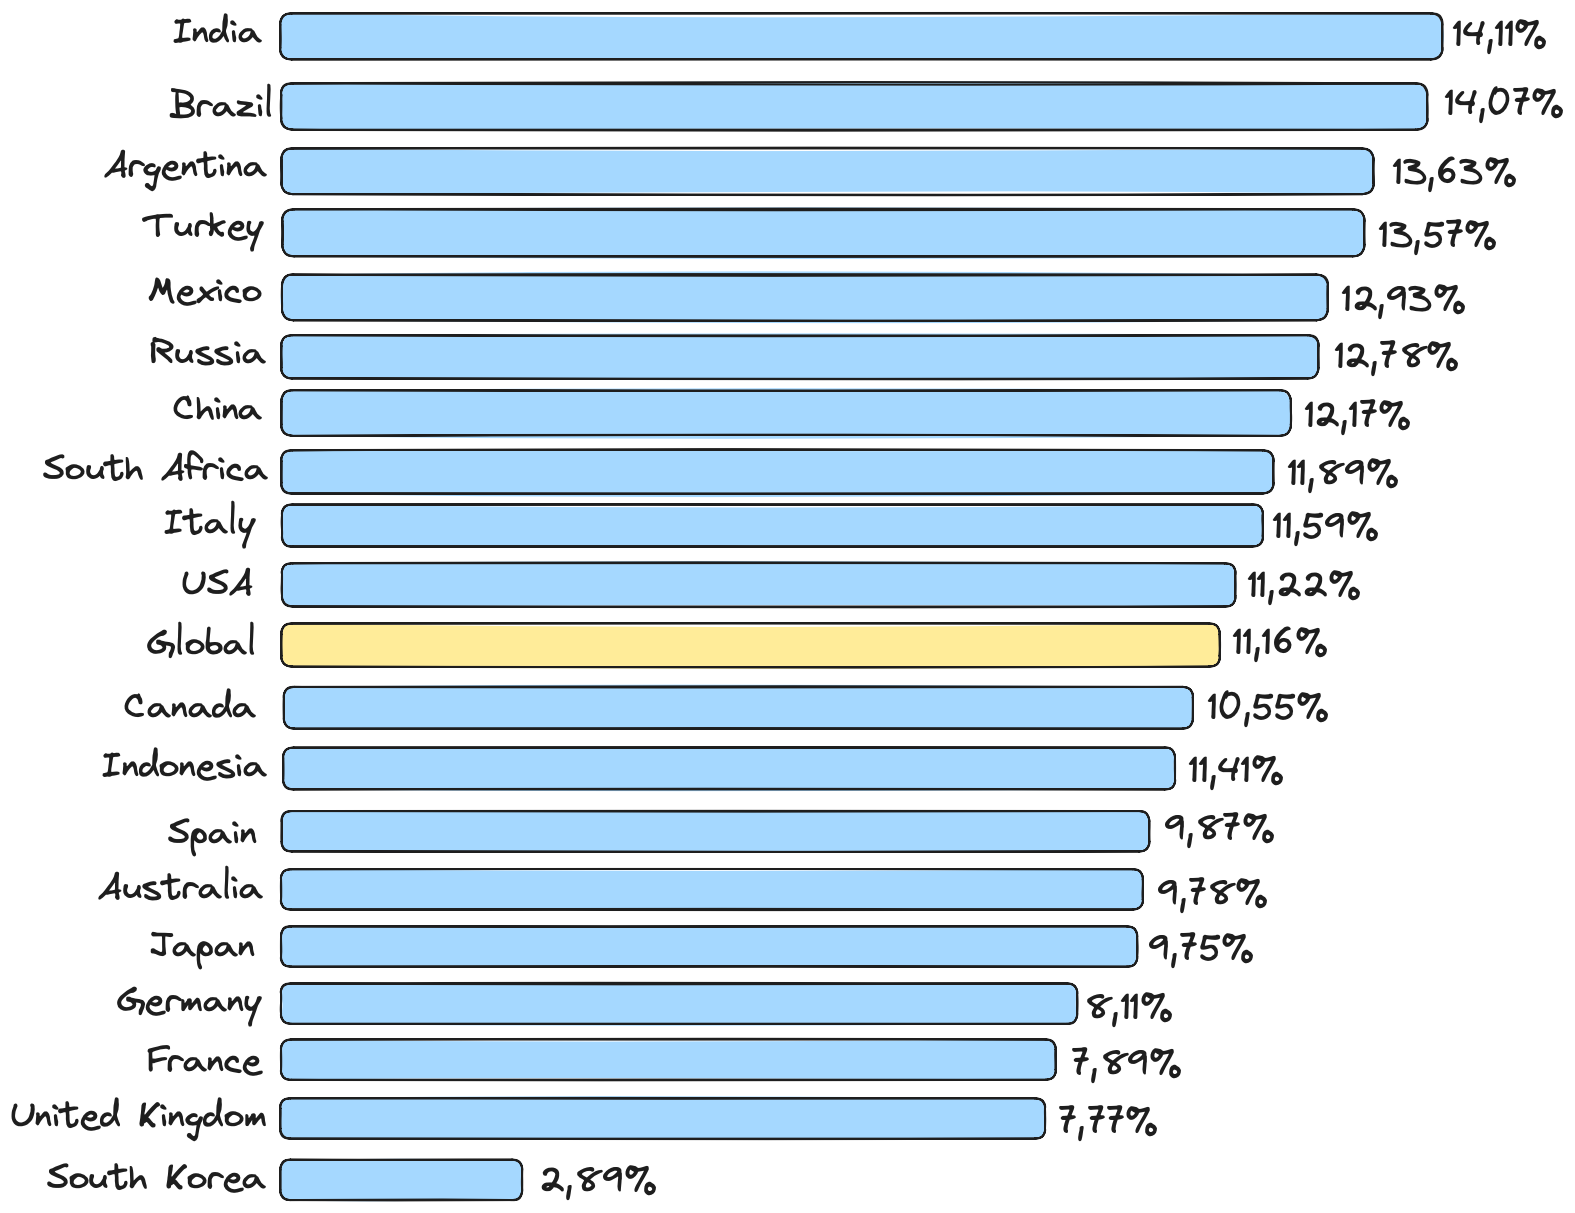 India 14,11%
Brazil 14,07%
Argentina 13,63%
Turkey 13,57%
Mexico 12,93%
Russia 12,78%
China 12,17%
South Africa 11,89%
Italy 11,59%
USA 11,22%
Global 11,16%
Canada 10,55%
Indonesia 11,41%
Spain 9,87%
Australia 9,78%
Japan 9,75%
Germany 8,11%
France 7,89%
United Kingdom 7,77%
South Korea 2,89%